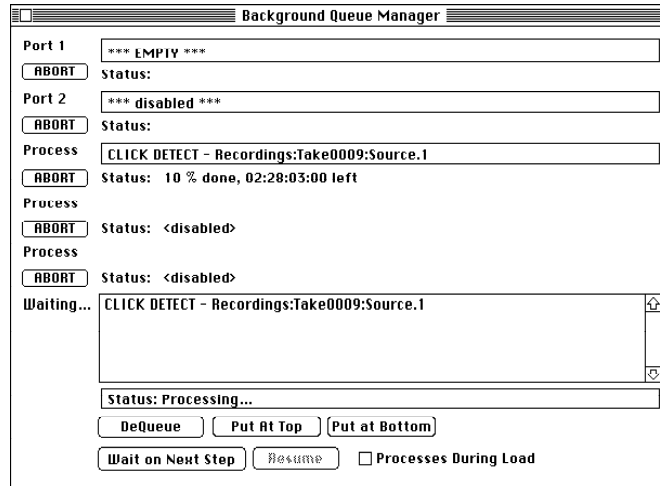 Background Queue Manager
Port 1
*** EMPTY ***
ABORT Status:
Port 2
*** disabled ***
ABORT Status:
Process
CLICK DETECT - Recordings:Take0009:Source.1
ABORT Status: 10 % done, 02:28:03:00 left
Process
ABORT Status: <disabled>
Process
ABORT Status: <disabled>
Waiting... CLICK DETECT - Recordings:Take0009:Source.1
Status: Processing...
DeQueue Put At Top Put at Bottom
Wait on Next Step Resume Processes During Load